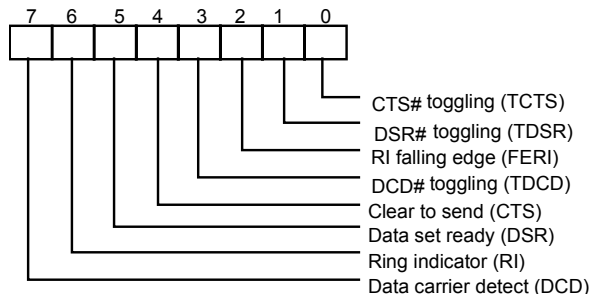 7 6 5 4 3 2 1 0
CTS# toggling (TCTS)
DSR# toggling (TDSR)
RI falling edge (FERI)
DCD# toggling (TDCD)
Clear to send (CTS)
Data set ready (DSR)
Ring indicator (RI)
Data carrier detect (DCD)